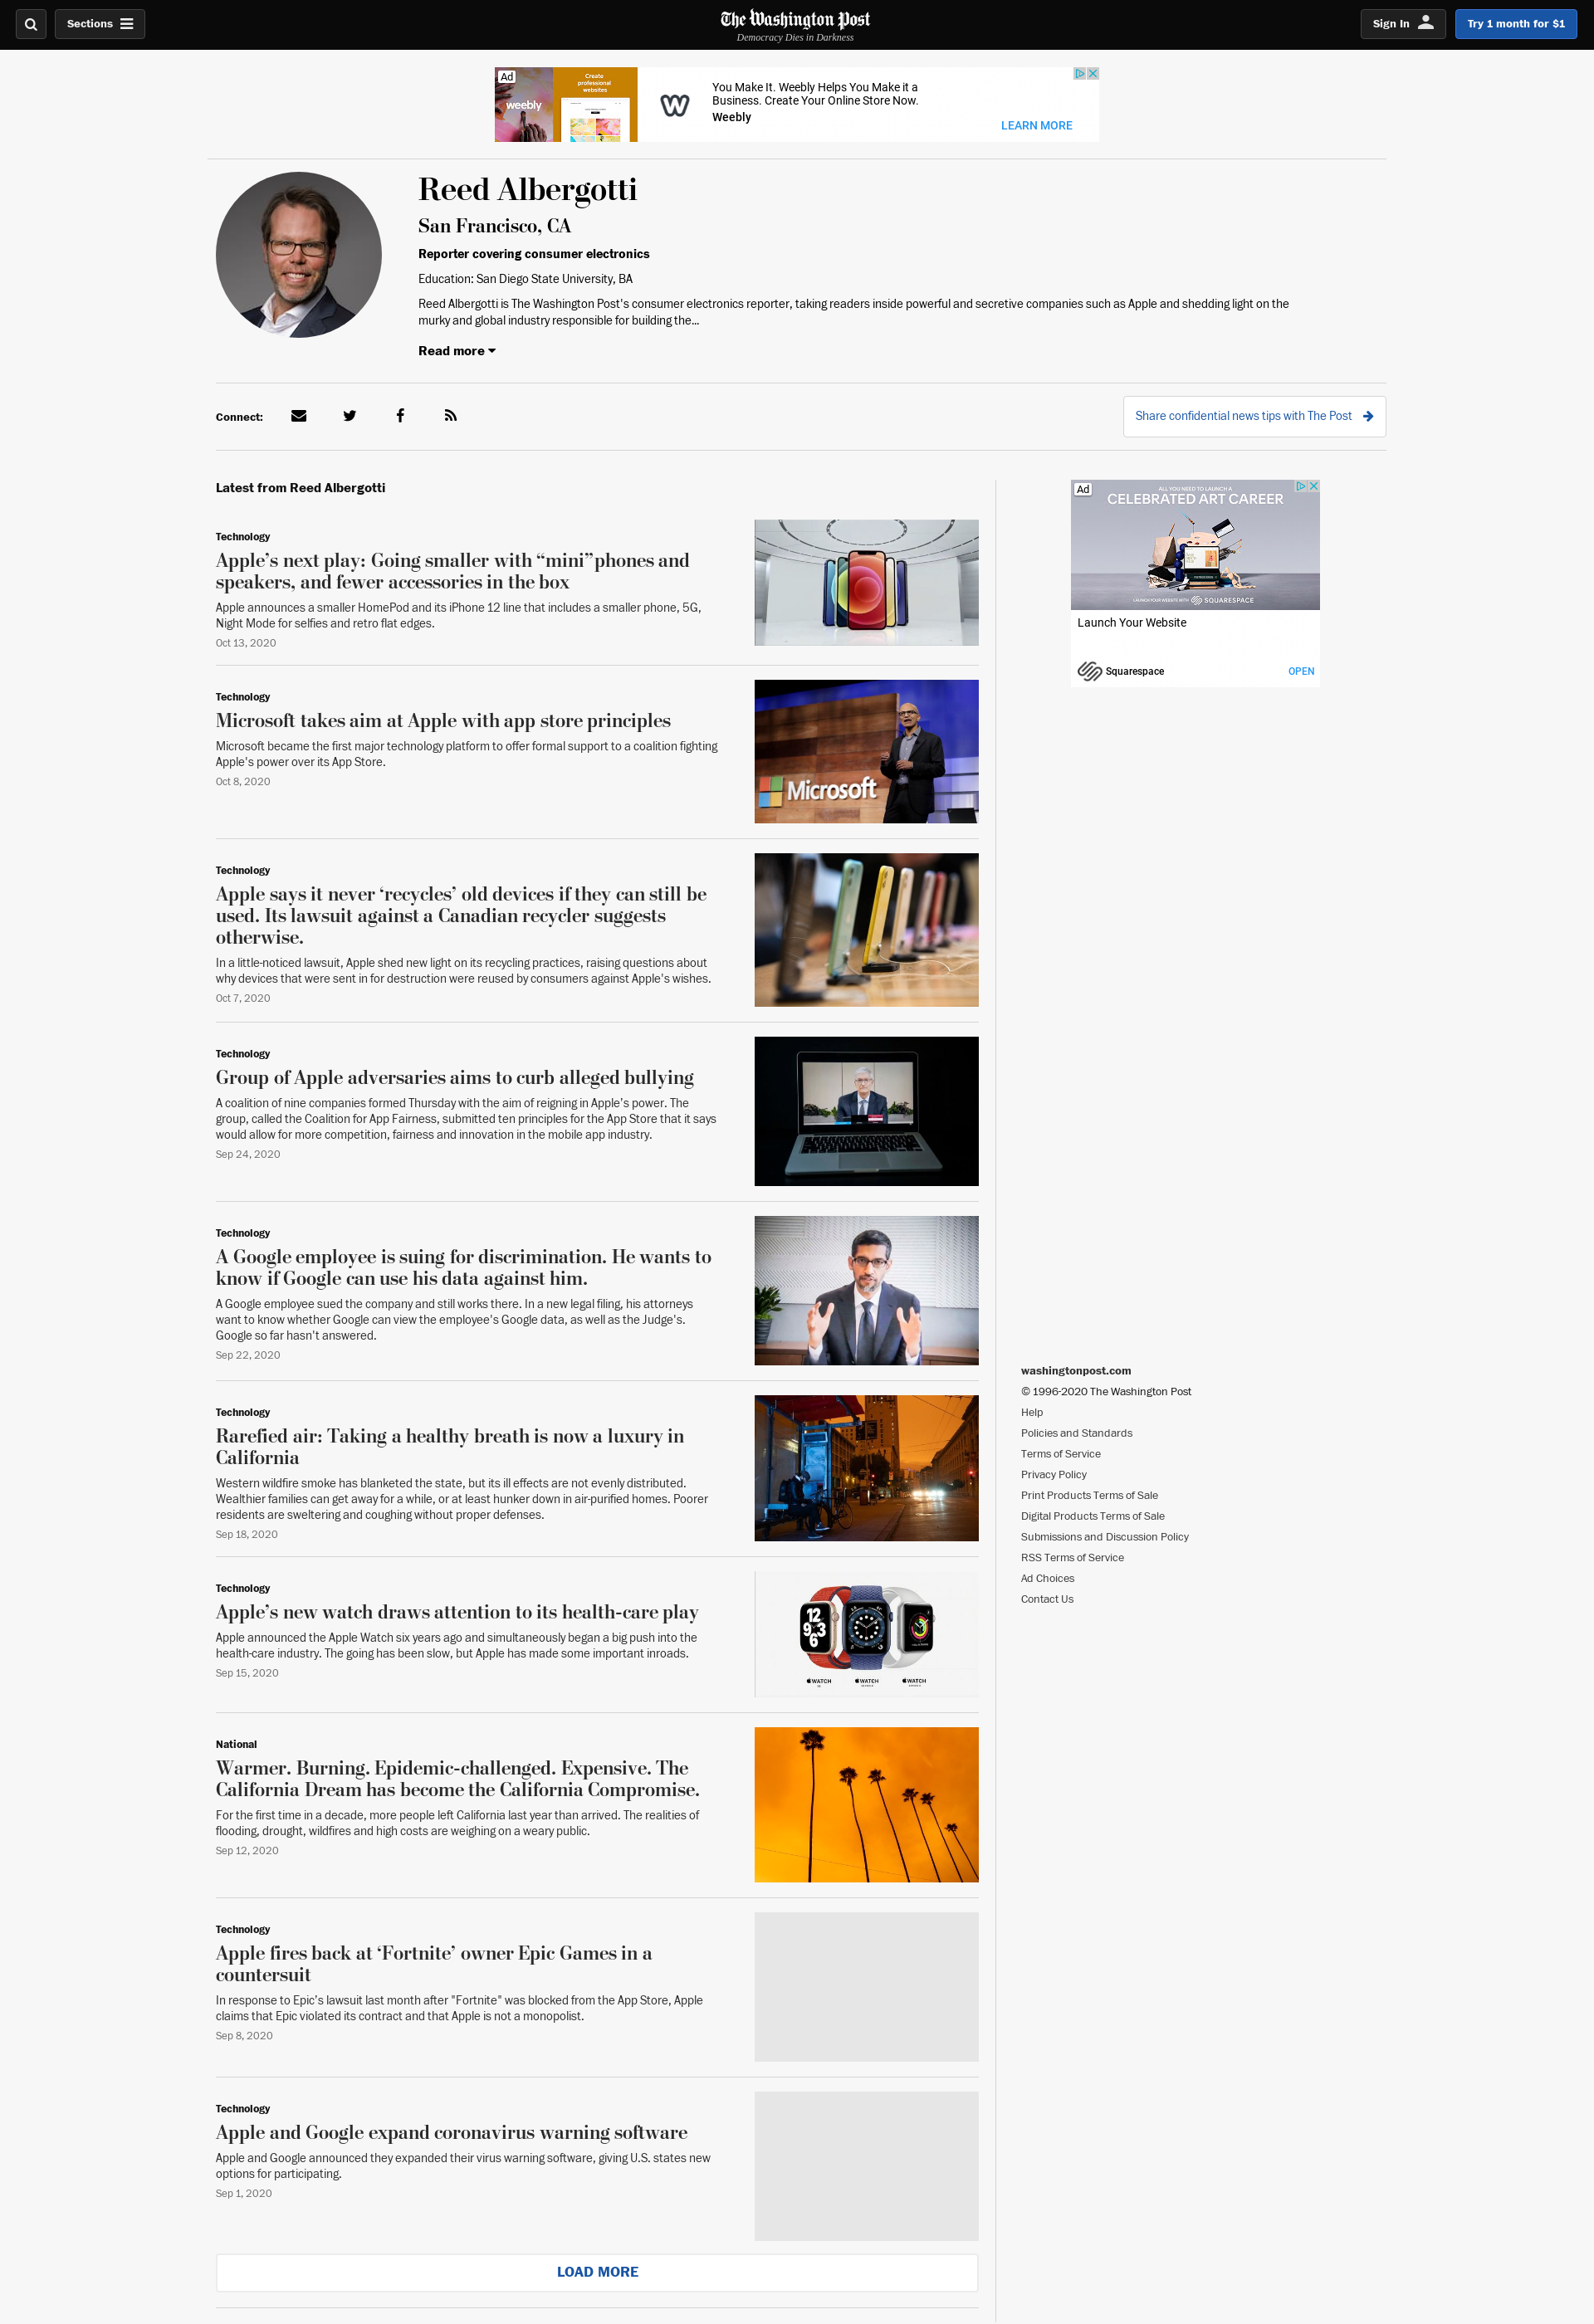 Sections
The Washington Post
Democracy Dies in Darkness
Sign In
Try 1 month for $1
Ad
weebly
Create
professional
websites
You Make It. Weebly Helps You Make it a
Business. Create Your Online Store Now.
Weebly
LEARN MORE
Reed Albergotti
San Francisco, CA
Reporter covering consumer electronics
Education: San Diego State University, BA
Reed Albergotti is The Washington Post's consumer electronics reporter, taking readers inside powerful and secretive companies such as Apple and shedding light on the
murky and global industry responsible for building the...
Read more
Connect:
Share confidential news tips with The Post
Latest from Reed Albergotti
Technology
Apple’s next play: Going smaller with “mini” phones and
speakers, and fewer accessories in the box
Apple announces a smaller HomePod and its iPhone 12 line that includes a smaller phone, 5G,
Night Mode for selfies and retro flat edges.
Oct 13, 2020
Technology
Microsoft takes aim at Apple with app store principles
Microsoft became the first major technology platform to offer formal support to a coalition fighting
Apple's power over its App Store.
Oct 8, 2020
Microsoft
Technology
Apple says it never ‘recycles’ old devices if they can still be
used. Its lawsuit against a Canadian recycler suggests
otherwise.
In a little-noticed lawsuit, Apple shed new light on its recycling practices, raising questions about
why devices that were sent in for destruction were reused by consumers against Apple's wishes.
Oct 7, 2020
Technology
Group of Apple adversaries aims to curb alleged bullying
A coalition of nine companies formed Thursday with the aim of reigning in Apple’s power. The
group, called the Coalition for App Fairness, submitted ten principles for the App Store that it says
would allow for more competition, fairness and innovation in the mobile app industry.
Sep 24, 2020
Technology
A Google employee is suing for discrimination. He wants to
know if Google can use his data against him.
A Google employee sued the company and still works there. In a new legal filing, his attorneys
want to know whether Google can view the employee's Google data, as well as the Judge's.
Google so far hasn't answered.
Sep 22, 2020
Technology
Rarefied air: Taking a healthy breath is now a luxury in
California
Western wildfire smoke has blanketed the state, but its ill effects are not evenly distributed.
Wealthier families can get away for a while, or at least hunker down in air-purified homes. Poorer
residents are sweltering and coughing without proper defenses.
Sep 18, 2020
Technology
Apple’s new watch draws attention to its health-care play
Apple announced the Apple Watch six years ago and simultaneously began a big push into the
health-care industry. The going has been slow, but Apple has made some important inroads.
Sep 15, 2020
12
9 3
6
WATCH
WATCH
WATCH
National
Warmer. Burning. Epidemic-challenged. Expensive. The
California Dream has become the California Compromise.
For the first time in a decade, more people left California last year than arrived. The realities of
flooding, drought, wildfires and high costs are weighing on a weary public.
Sep 12, 2020
Technology
Apple fires back at ‘Fortnite’ owner Epic Games in a
countersuit
In response to Epic’s lawsuit last month after "Fortnite" was blocked from the App Store, Apple
claims that Epic violated its contract and that Apple is not a monopolist.
Sep 8, 2020
Technology
Apple and Google expand coronavirus warning software
Apple and Google announced they expanded their virus warning software, giving U.S. states new
options for participating.
Sep 1, 2020
LOAD MORE
Ad
ALL YOU NEED TO LAUNCH A
CELEBRATED ART CAREER
LAUNCH YOUR WEBSITE WITH SQUARESPACE
Launch Your Website
Squarespace
OPEN
washingtonpost.com
© 1996-2020 The Washington Post
Help
Policies and Standards
Terms of Service
Privacy Policy
Print Products Terms of Sale
Digital Products Terms of Sale
Submissions and Discussion Policy
RSS Terms of Service
Ad Choices
Contact Us